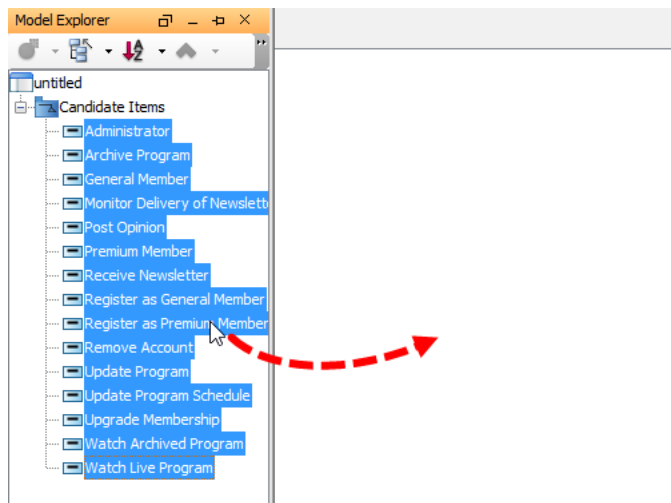 Model Explorer
untitled
Candidate Items
Administrator
Archive Program
General Member
Monitor Delivery of Newslett
Post Opinion
Premium Member
Receive Newsletter
Register as General Member
Register as Premium Member
Remove Account
Update Program
Update Program Schedule
Upgrade Membership
Watch Archived Program
Watch Live Program